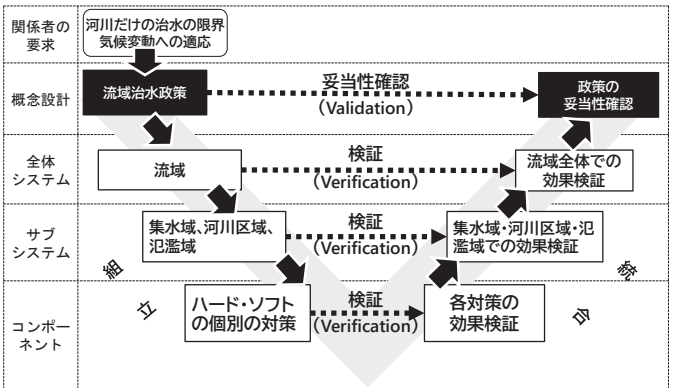 関係者の
要求
河川だけの治水の限界
気候変動への適応
概念設計
流域治水政策
妥当性確認
（Validation）
政策の
妥当性確認
全体
システム
流域
検証
（Verification）
流域全体での
効果検証
サブ
システム
集水域、河川区域、
氾濫域
検証
（Verification）
集水域・河川区域・氾
濫域での効果検証
組
立
統
合
コンポー
ネント
ハード・ソフト
の個別の対策
検証
（Verification）
各対策の
効果検証